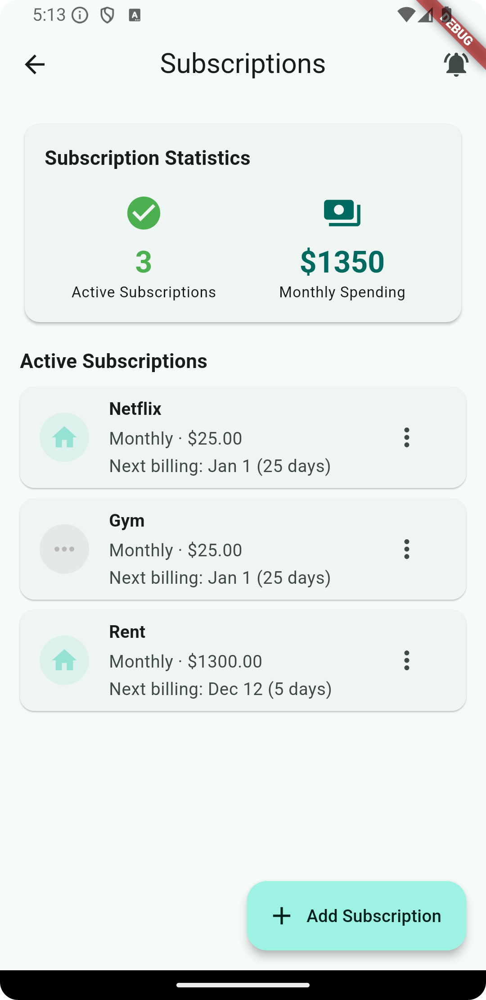 5:13
DEBUG
Subscriptions
Subscription Statistics
3
$1350
Active Subscriptions
Monthly Spending
Active Subscriptions
Netflix
Monthly · $25.00
Next billing: Jan 1 (25 days)
Gym
Monthly · $25.00
Next billing: Jan 1 (25 days)
Rent
Monthly · $1300.00
Next billing: Dec 12 (5 days)
Add Subscription